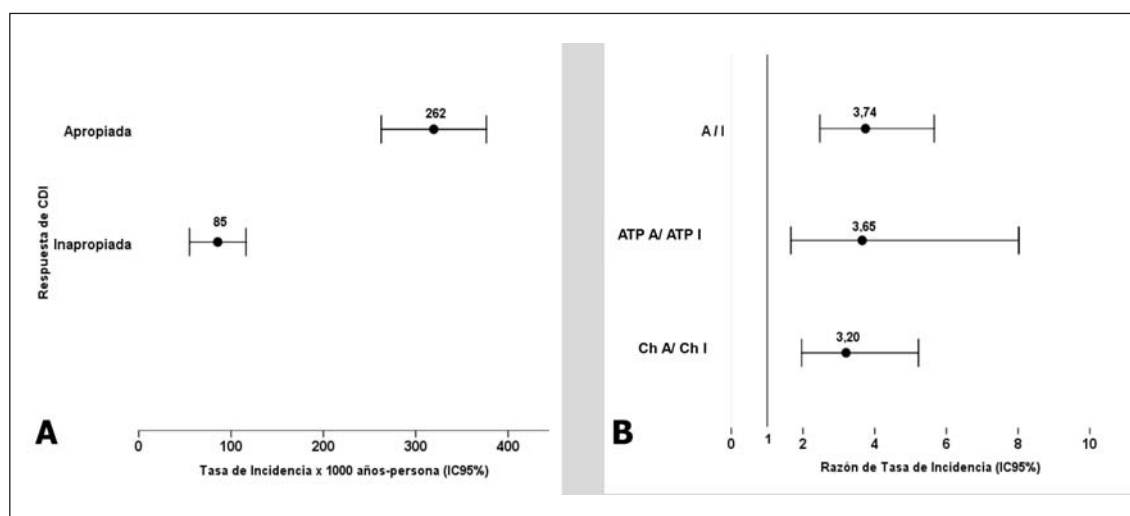 262
Apropiada
85
Inapropiada
Respuesta de CDI
A
0 100 200 300 400
Tasa de Incidencia x 1000 años-persona (IC95%)
3,74
A / I
3,65
ATP A/ ATP I
3,20
Ch A/ Ch I
B
0 1 2 4 6 8 10
Razón de Tasa de Incidencia (IC95%)